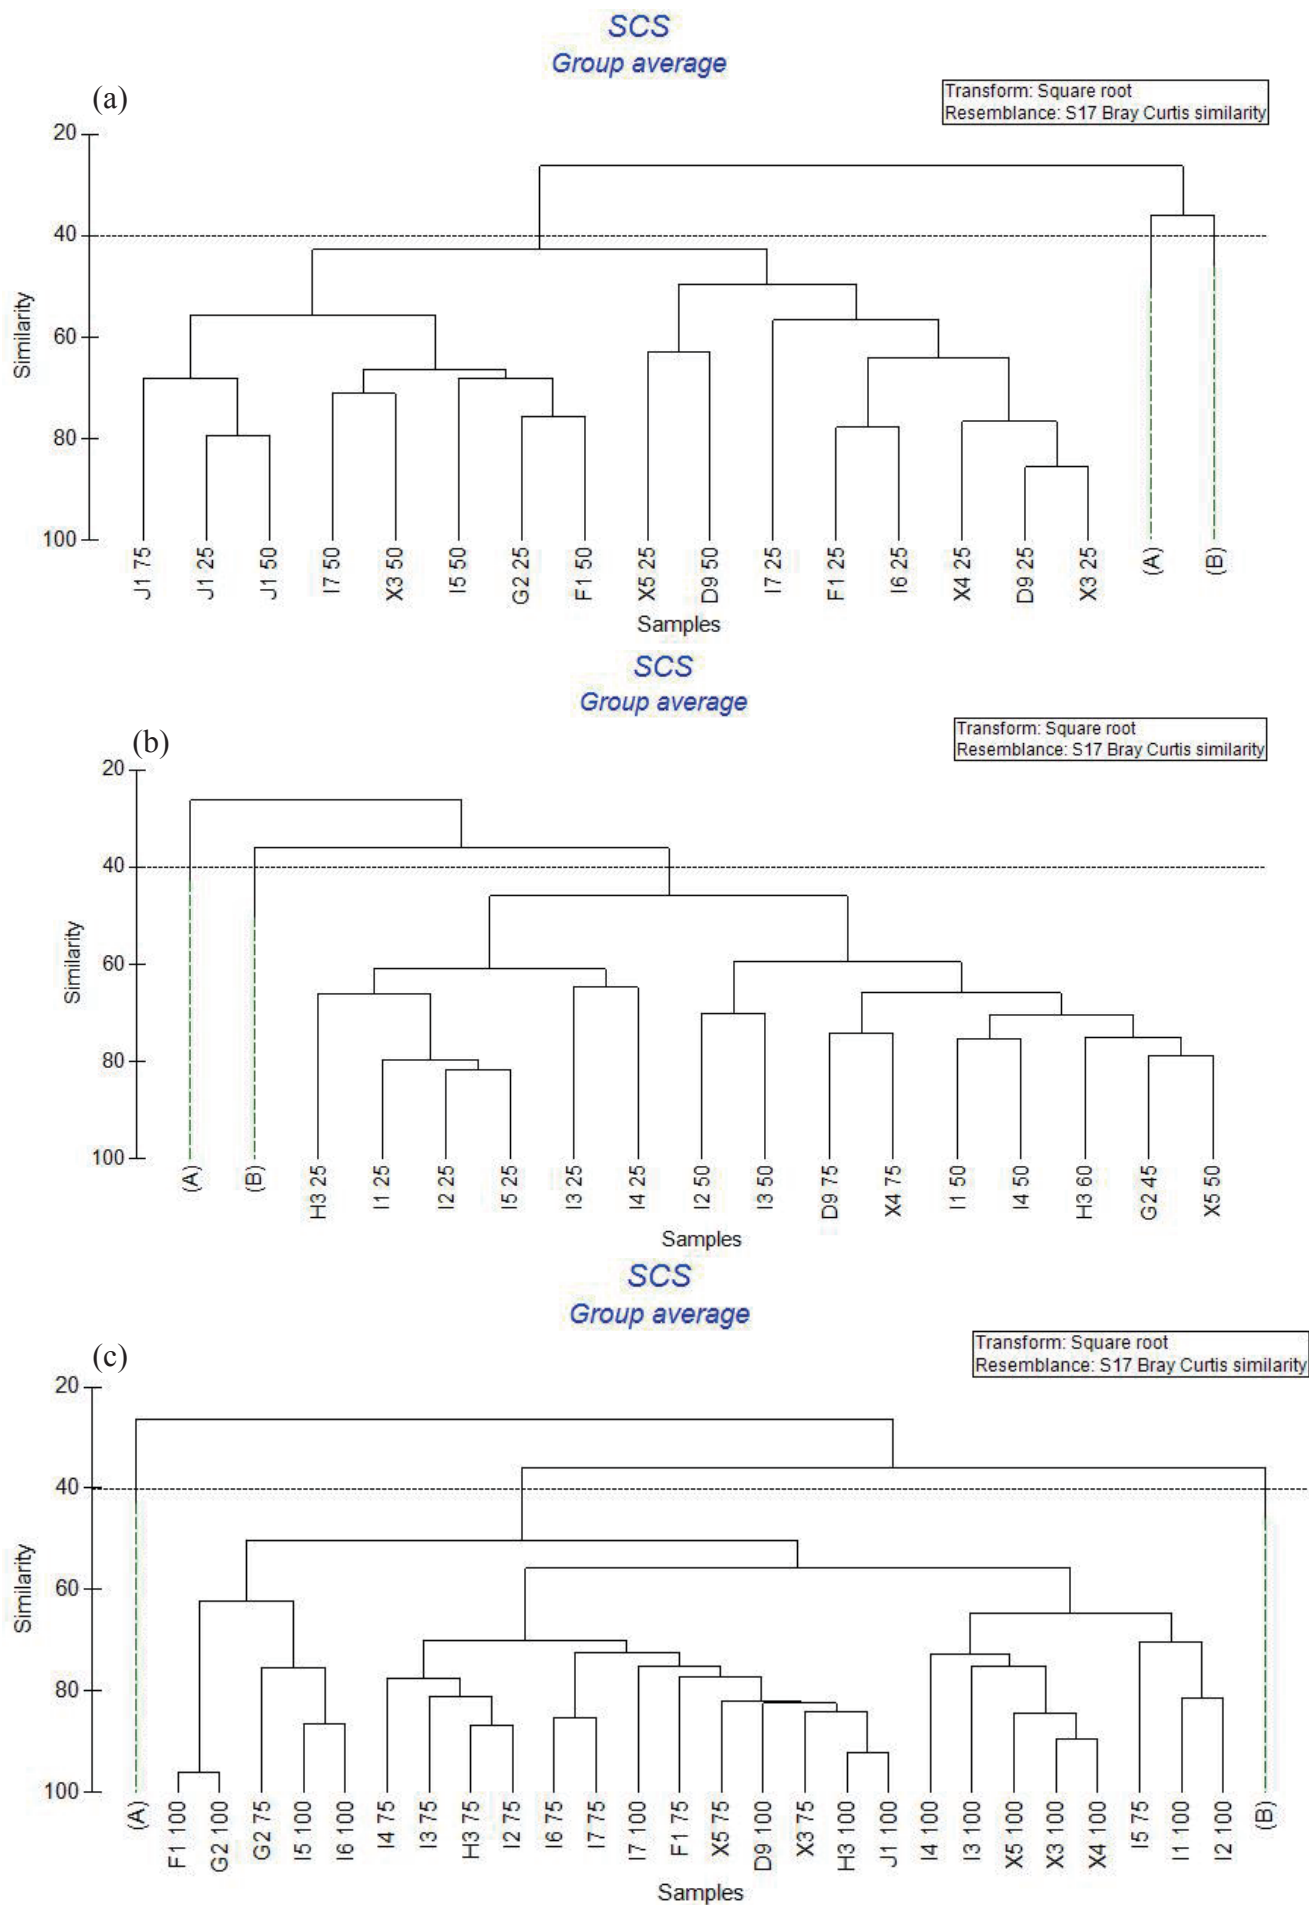 SCS
Group average
(a)
Transform: Square root
Resemblance: S17 Bray Curtis similarity
20
40
60
80
100
Similarity
J1 75
J1 25
J1 50
I7 50
X3 50
I5 50
G2 25
F1 50
X5 25
D9 50
I7 25
F1 25
I6 25
X4 25
D9 25
X3 25
(A)
(B)
Samples
SCS
Group average
(b)
Transform: Square root
Resemblance: S17 Bray Curtis similarity
20
40
60
80
100
Similarity
(A)
(B)
H3 25
I1 25
I2 25
I5 25
I3 25
I4 25
I2 50
I3 50
D9 75
X4 75
I1 50
I4 50
H3 60
G2 45
X5 50
Samples
SCS
Group average
(c)
Transform: Square root
Resemblance: S17 Bray Curtis similarity
20
40
60
80
100
Similarity
(A)
F1 100
G2 100
G2 75
I5 100
I6 100
I4 75
I3 75
H3 75
I2 75
I6 75
I7 75
I7 100
F1 75
X5 75
D9 100
X3 75
H3 100
J1 100
I4 100
I3 100
X5 100
X3 100
X4 100
I5 75
I1 100
I2 100
(B)
Samples